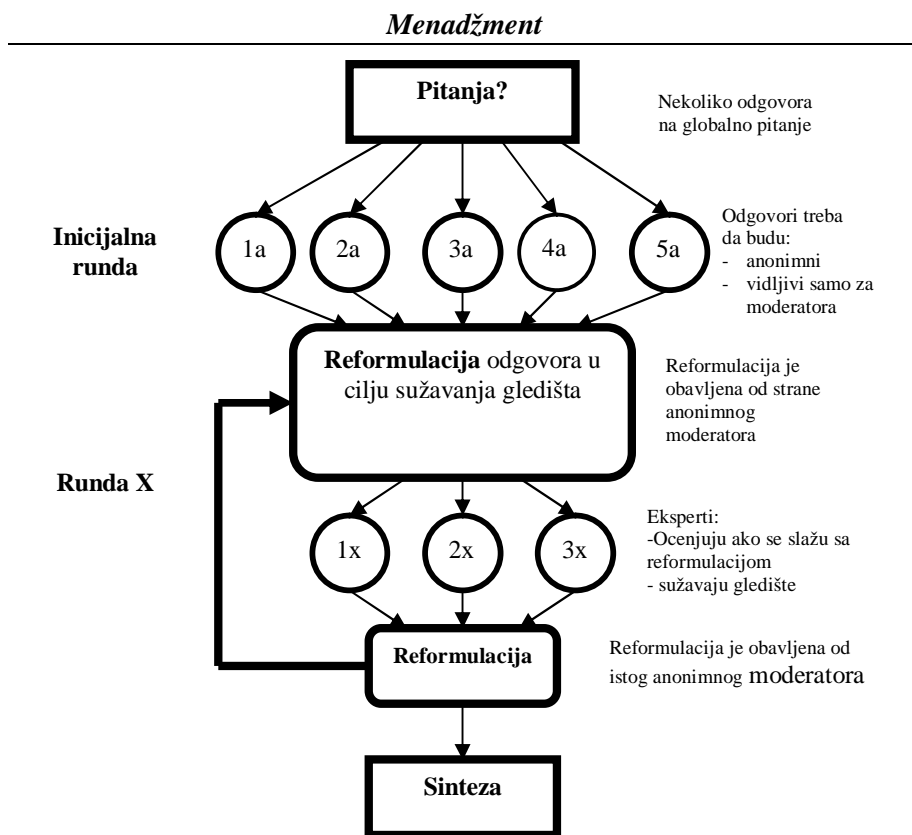 Menadžment
Pitanja?
Nekoliko odgovora
na globalno pitanje
Inicijalna
runda
1a
2a
3a
4a
5a
Odgovori treba
da budu:
- anonimni
- vidljivi samo za
moderatora
Reformulacija odgovora u
cilju sužavanja gledišta
Reformulacija je
obavljena od strane
anonimnog
moderatora
Runda X
1x
2x
3x
Eksperti:
-Ocenjuju ako se slažu sa
reformulacijom
- sužavaju gledište
Reformulacija
Reformulacija je obavljena od
istog anonimnog moderatora
Sinteza